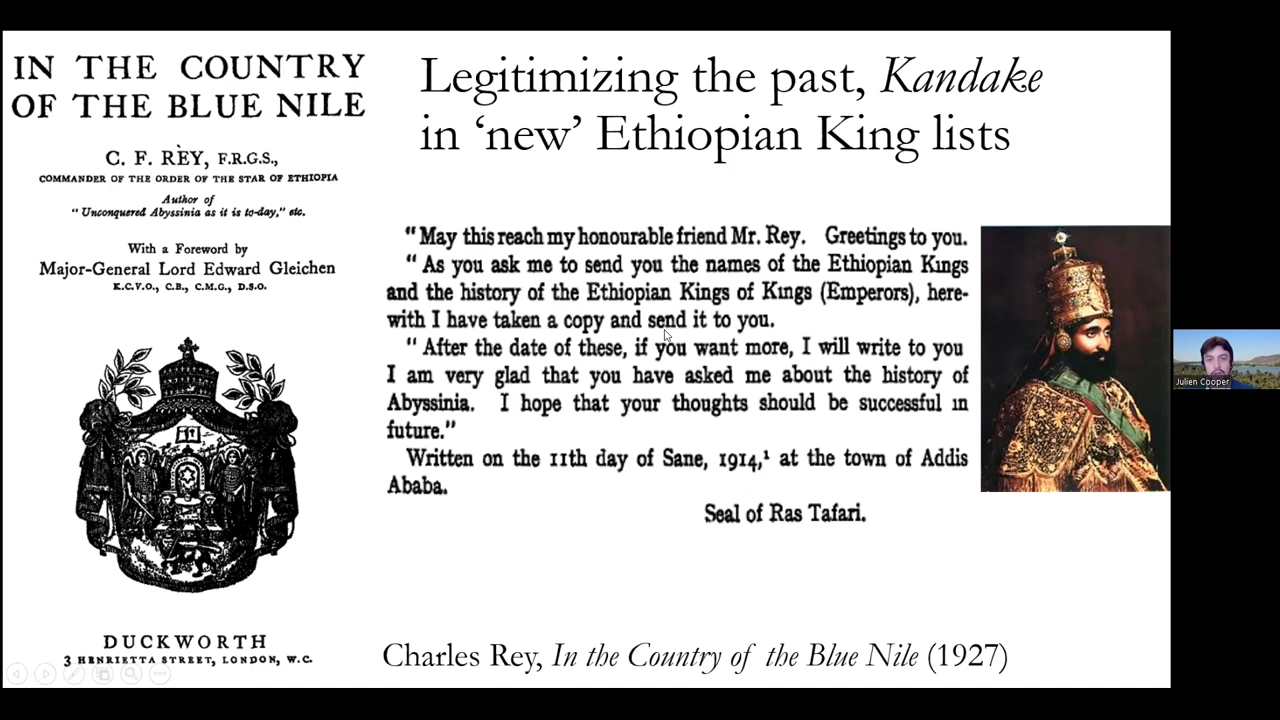 IN THE COUNTRY
OF THE BLUE NILE
C. F. RÈY, F.R.G.S.,
COMMANDER OF THE ORDER OF THE STAR OF ETHIOPIA
Author of
"Unconquered Abyssinia as it is to-day," etc.
With a Foreword by
Major-General Lord Edward Gleichen
K.C.V.O., C.B., C.M.G., D.S.O.
DUCKWORTH
3 HENRIETTA STREET, LONDON, W.C.
Legitimizing the past, Kandake
in ‘new’ Ethiopian King lists
"May this reach my honourable friend Mr. Rey. Greetings to you.
"As you ask me to send you the names of the Ethiopian Kings
and the history of the Ethiopian Kings of Kings (Emperors), here-
with I have taken a copy and send it to you.
"After the date of these, if you want more, I will write to you
I am very glad that you have asked me about the history of
Abyssinia. I hope that your thoughts should be successful in
future."
Written on the 11th day of Sane, 1914,¹ at the town of Addis
Ababa.
Seal of Ras Tafari.
Charles Rey, In the Country of the Blue Nile (1927)
Julien Cooper